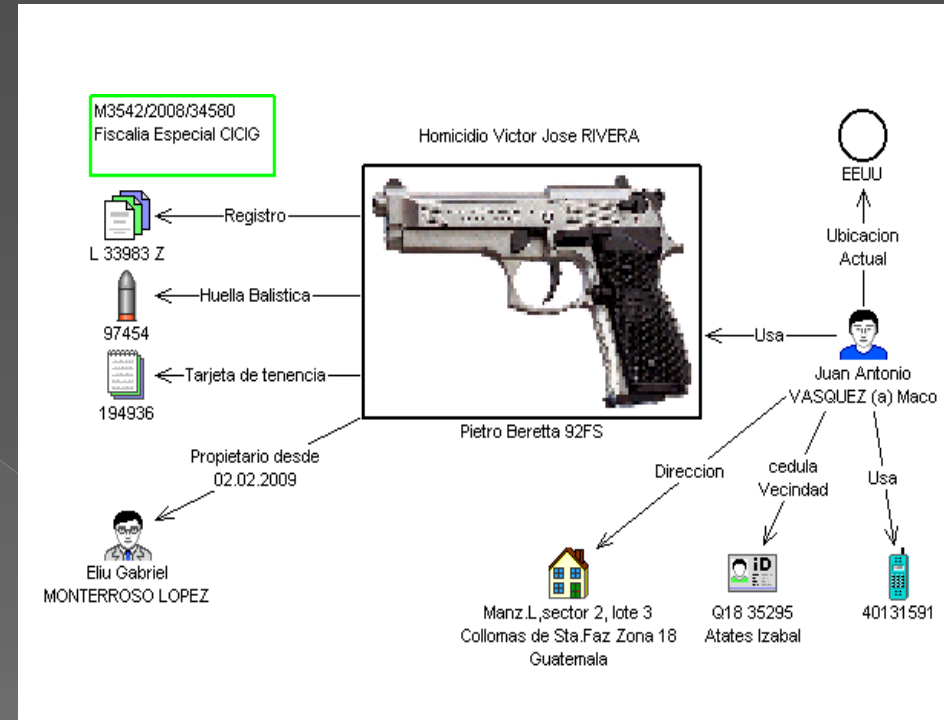 M3542/2008/34580
Fiscalia Especial CICIG
Homicidio Victor Jose RIVERA
EEUU
Registro
L 33983 Z
Ubicacion
Actual
Huella Balistica
97454
Usa
Tarjeta de tenencia
194936
Juan Antonio
VASQUEZ (a) Maco
Pietro Beretta 92FS
Propietario desde
02.02.2009
Direccion
cedula
Vecindad
Usa
Eliu Gabriel
MONTERROSO LOPEZ
iD
Manz.L,sector 2, lote 3
Collomas de Sta.Faz Zona 18
Guatemala
Q18 35295
Atates Izabal
40131591